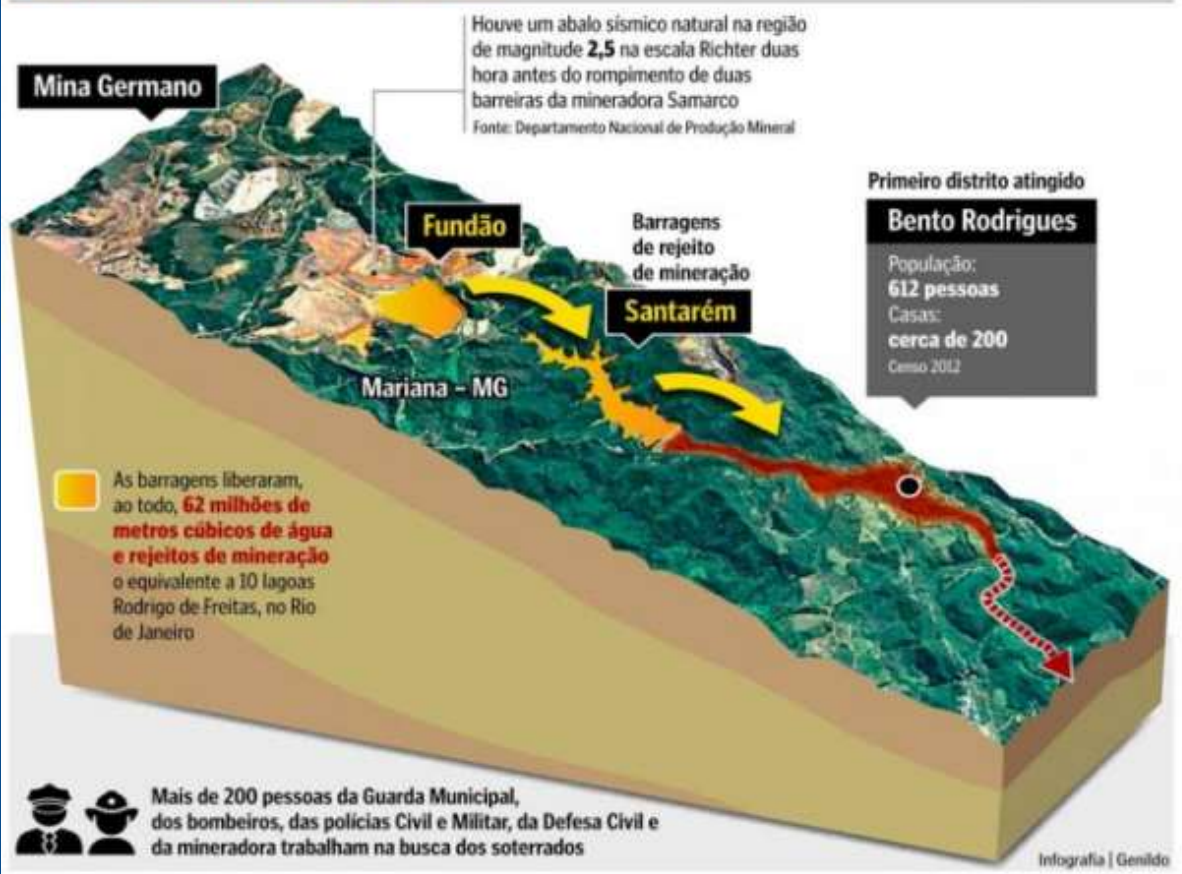 Houve um abalo sísmico natural na região
de magnitude 2,5 na escala Richter duas
hora antes do rompimento de duas
barreiras da mineradora Samarco
Fonte: Departamento Nacional de Produção Mineral
Mina Germano
Primeiro distrito atingido
Bento Rodrigues
População:
612 pessoas
Casas:
cerca de 200
Censo 2012
Fundão
Barragens
de rejeito
de mineração
Santarém
Mariana - MG
As barragens liberaram,
ao todo, 62 milhões de
metros cúbicos de água
e rejeitos de mineração
o equivalente a 10 lagoas
Rodrigo de Freitas, no Rio
de Janeiro
Mais de 200 pessoas da Guarda Municipal,
dos bombeiros, das polícias Civil e Militar, da Defesa Civil e
da mineradora trabalham na busca dos soterrados
Infografia | Genildo